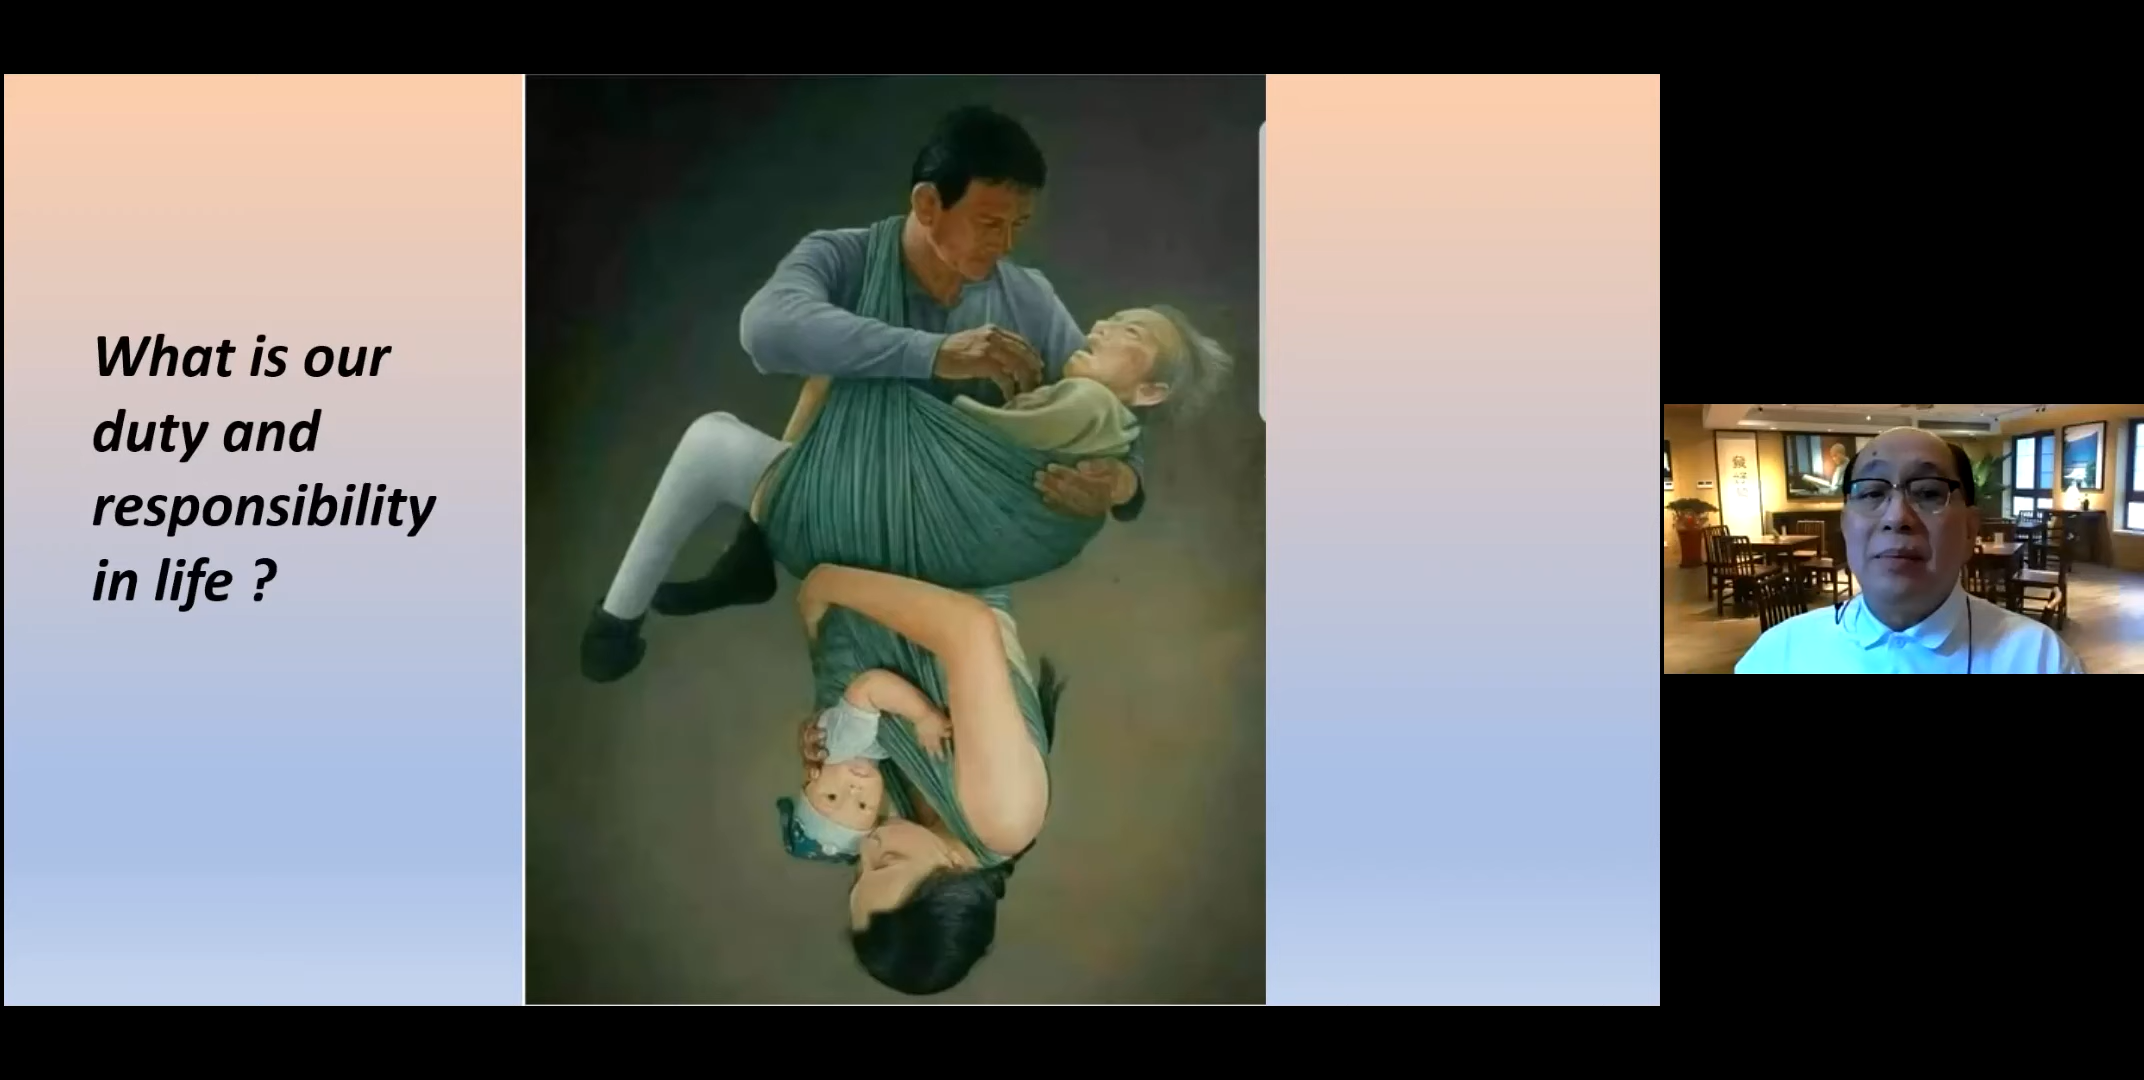 What is our
duty and
responsibility
in life ?